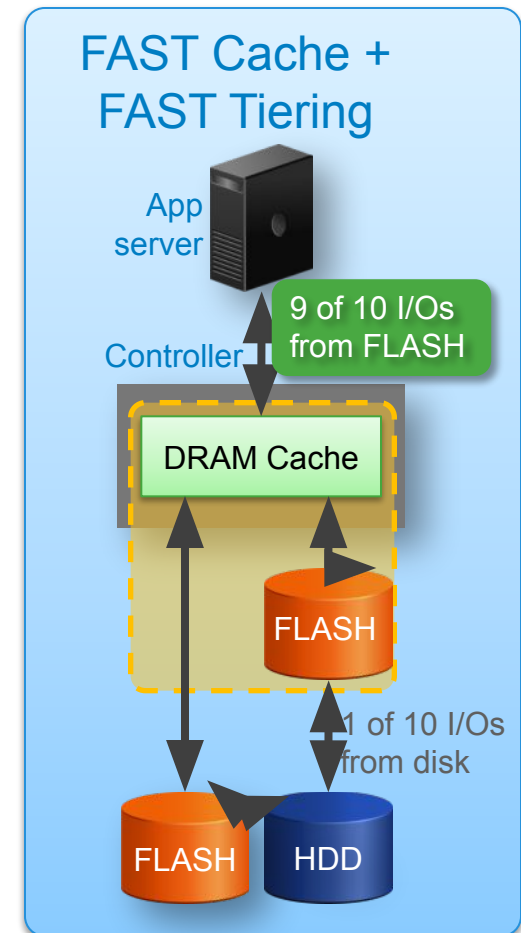 FAST Cache +
FAST Tiering
App
server
9 of 10 I/Os
from FLASH
Controller
DRAM Cache
FLASH
1 of 10 I/Os
from disk
FLASH
HDD